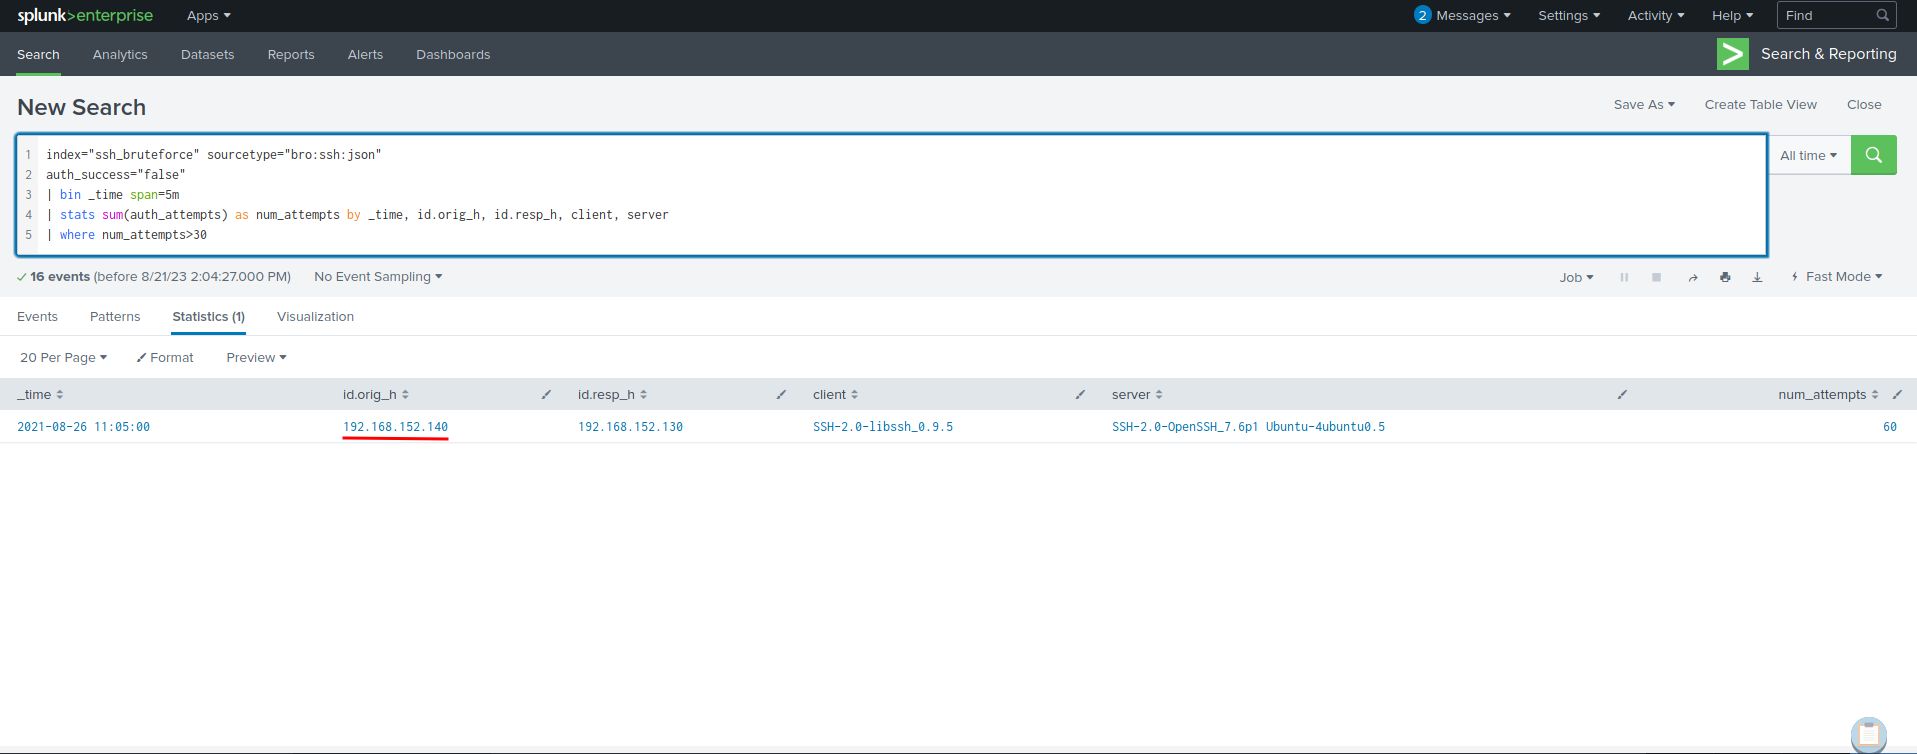 splunk>enterprise Apps 2 Messages Settings Activity Help Find
Search Analytics Datasets Reports Alerts Dashboards > Search & Reporting
New Search Save As Create Table View Close
1 index="ssh_bruteforce" sourcetype="bro:ssh:json"
All time
2 auth_success="false"
3 | bin _time span=5m
4 | stats sum(auth_attempts) as num_attempts by _time, id.orig_h, id.resp_h, client, server
5 | where num_attempts>30
16 events (before 8/21/23 2:04:27.000 PM) No Event Sampling Job Fast Mode
Events Patterns Statistics (1) Visualization
20 Per Page Format Preview
_time id.orig_h id.resp_h client server num_attempts
2021-08-26 11:05:00 192.168.152.140 192.168.152.130 SSH-2.0-libssh_0.9.5 SSH-2.0-OpenSSH_7.6p1 Ubuntu-4ubuntu0.5 60